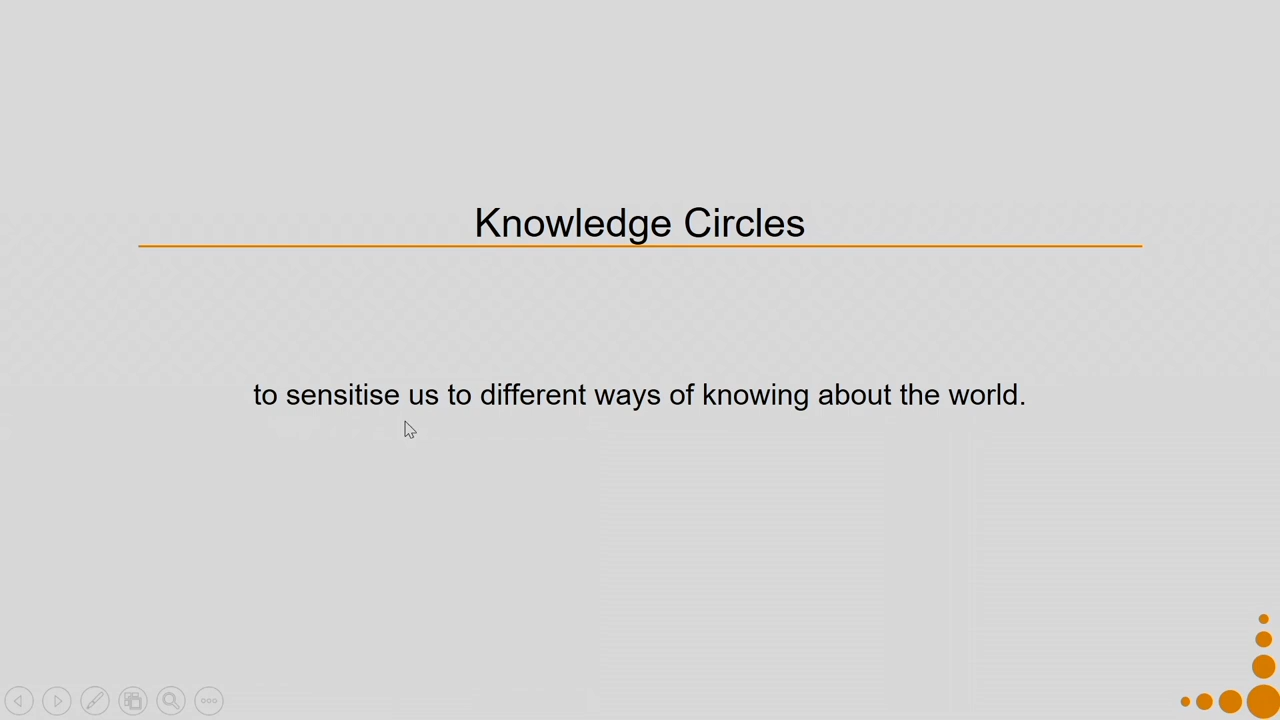 Knowledge Circles
to sensitise us to different ways of knowing about the world.